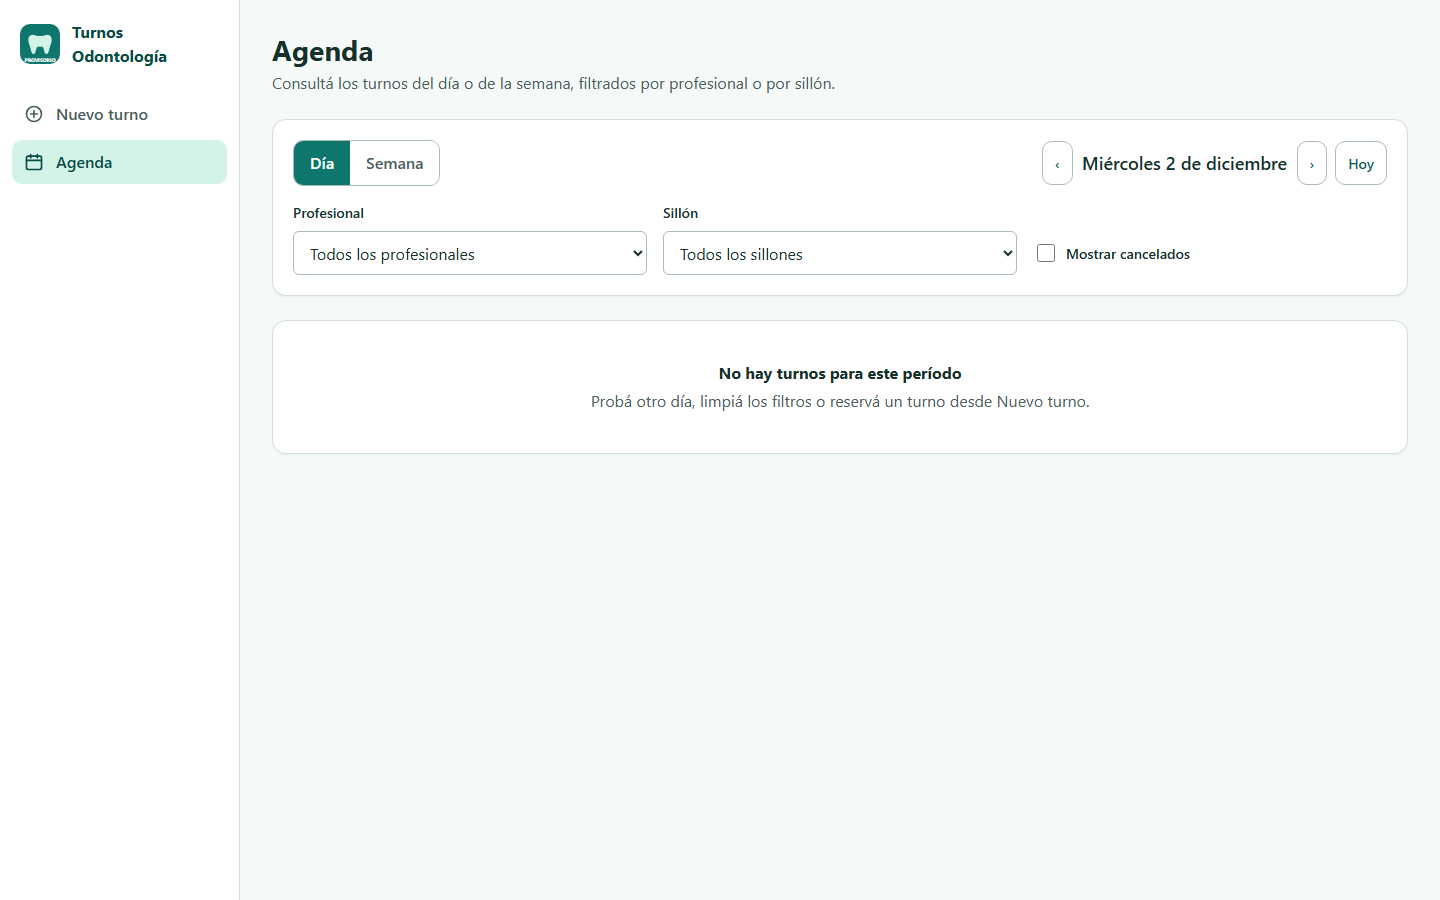 Turnos
Odontología
PROVISORIO
Nuevo turno
Agenda
Agenda
Consultá los turnos del día o de la semana, filtrados por profesional o por sillón.
Día
Semana
‹
Miércoles 2 de diciembre
›
Hoy
Profesional
Sillón
Todos los profesionales
Todos los sillones
Mostrar cancelados
No hay turnos para este período
Probá otro día, limpiá los filtros o reservá un turno desde Nuevo turno.